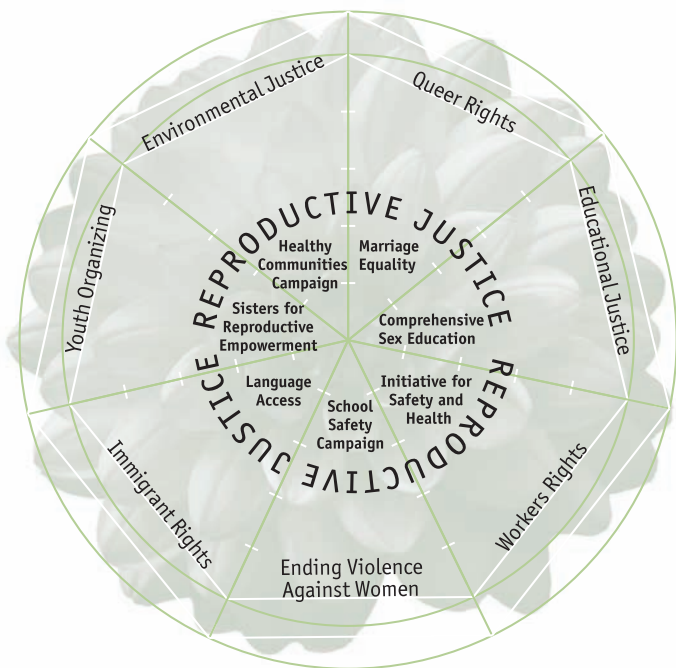 Environmental Justice
Queer Rights
Educational Justice
Workers Rights
Ending Violence
Against Women
Immigrant Rights
Youth Organizing
REPRODUCTIVE JUSTICE
REPRODUCTIVE JUSTICE
Healthy
Communities
Campaign
Marriage
Equality
Comprehensive
Sex Education
Initiative for
Safety and
Health
School
Safety
Campaign
Language
Access
Sisters for
Reproductive
Empowerment